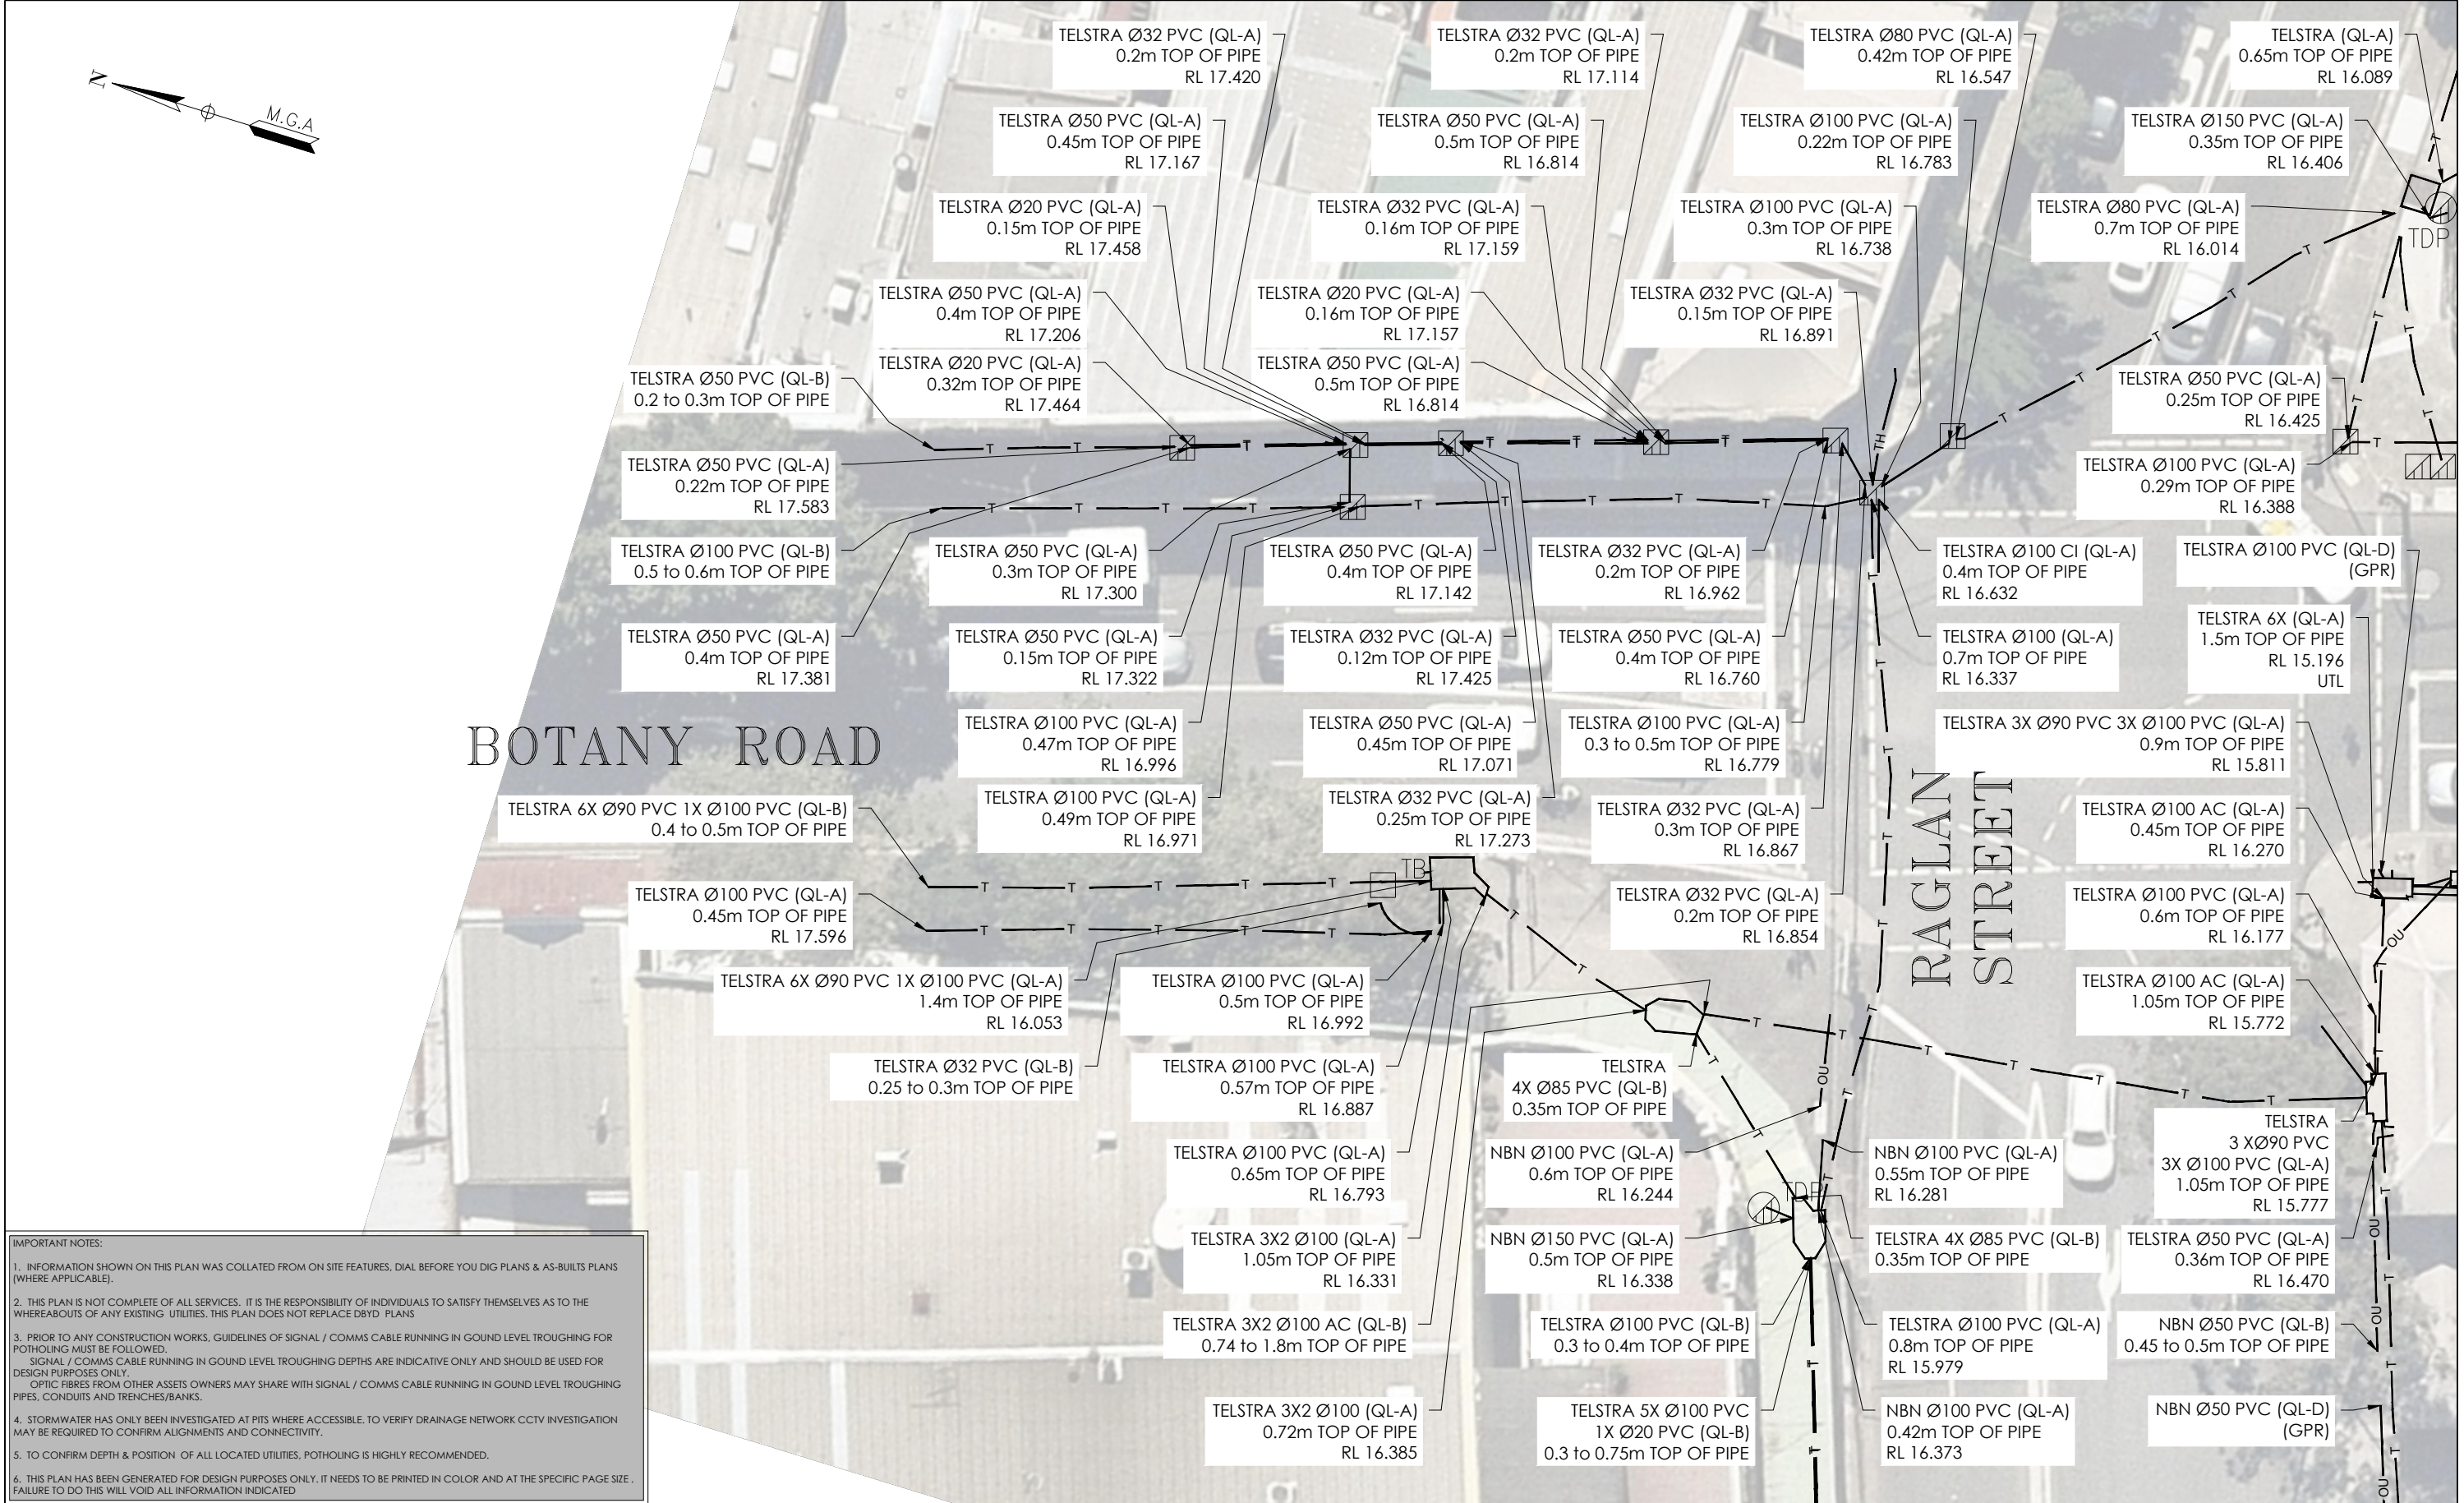 N
M.G.A
TELSTRA Ø32 PVC (QL-A)
0.2m TOP OF PIPE
RL 17.420
TELSTRA Ø32 PVC (QL-A)
0.2m TOP OF PIPE
RL 17.114
TELSTRA Ø80 PVC (QL-A)
0.42m TOP OF PIPE
RL 16.547
TELSTRA (QL-A)
0.65m TOP OF PIPE
RL 16.089
TELSTRA Ø50 PVC (QL-A)
0.45m TOP OF PIPE
RL 17.167
TELSTRA Ø50 PVC (QL-A)
0.5m TOP OF PIPE
RL 16.814
TELSTRA Ø100 PVC (QL-A)
0.22m TOP OF PIPE
RL 16.783
TELSTRA Ø150 PVC (QL-A)
0.35m TOP OF PIPE
RL 16.406
TELSTRA Ø20 PVC (QL-A)
0.15m TOP OF PIPE
RL 17.458
TELSTRA Ø32 PVC (QL-A)
0.16m TOP OF PIPE
RL 17.159
TELSTRA Ø100 PVC (QL-A)
0.3m TOP OF PIPE
RL 16.738
TELSTRA Ø80 PVC (QL-A)
0.7m TOP OF PIPE
RL 16.014
TDP
TELSTRA Ø50 PVC (QL-A)
0.4m TOP OF PIPE
RL 17.206
TELSTRA Ø20 PVC (QL-A)
0.16m TOP OF PIPE
RL 17.157
TELSTRA Ø32 PVC (QL-A)
0.15m TOP OF PIPE
RL 16.891
TELSTRA Ø50 PVC (QL-B)
0.2 to 0.3m TOP OF PIPE
TELSTRA Ø20 PVC (QL-A)
0.32m TOP OF PIPE
RL 17.464
TELSTRA Ø50 PVC (QL-A)
0.5m TOP OF PIPE
RL 16.814
TELSTRA Ø50 PVC (QL-A)
0.25m TOP OF PIPE
RL 16.425
TH
TELSTRA Ø50 PVC (QL-A)
0.22m TOP OF PIPE
RL 17.583
TELSTRA Ø100 PVC (QL-A)
0.29m TOP OF PIPE
RL 16.388
TELSTRA Ø100 PVC (QL-B)
0.5 to 0.6m TOP OF PIPE
TELSTRA Ø50 PVC (QL-A)
0.3m TOP OF PIPE
RL 17.300
TELSTRA Ø50 PVC (QL-A)
0.4m TOP OF PIPE
RL 17.142
TELSTRA Ø32 PVC (QL-A)
0.2m TOP OF PIPE
RL 16.962
TELSTRA Ø100 CI (QL-A)
0.4m TOP OF PIPE
RL 16.632
TELSTRA Ø100 PVC (QL-D)
(GPR)
TELSTRA Ø50 PVC (QL-A)
0.4m TOP OF PIPE
RL 17.381
TELSTRA Ø50 PVC (QL-A)
0.15m TOP OF PIPE
RL 17.322
TELSTRA Ø32 PVC (QL-A)
0.12m TOP OF PIPE
RL 17.425
TELSTRA Ø50 PVC (QL-A)
0.4m TOP OF PIPE
RL 16.760
TELSTRA Ø100 (QL-A)
0.7m TOP OF PIPE
RL 16.337
TELSTRA 6X (QL-A)
1.5m TOP OF PIPE
RL 15.196
UTL
BOTANY ROAD
TELSTRA Ø100 PVC (QL-A)
0.47m TOP OF PIPE
RL 16.996
TELSTRA Ø50 PVC (QL-A)
0.45m TOP OF PIPE
RL 17.071
TELSTRA Ø100 PVC (QL-A)
0.3 to 0.5m TOP OF PIPE
RL 16.779
TELSTRA 3X Ø90 PVC 3X Ø100 PVC (QL-A)
0.9m TOP OF PIPE
RL 15.811
RAGLAN
STREET
TELSTRA 6X Ø90 PVC 1X Ø100 PVC (QL-B)
0.4 to 0.5m TOP OF PIPE
TELSTRA Ø100 PVC (QL-A)
0.49m TOP OF PIPE
RL 16.971
TELSTRA Ø32 PVC (QL-A)
0.25m TOP OF PIPE
RL 17.273
TELSTRA Ø32 PVC (QL-A)
0.3m TOP OF PIPE
RL 16.867
TELSTRA Ø100 AC (QL-A)
0.45m TOP OF PIPE
RL 16.270
TB
TELSTRA Ø100 PVC (QL-A)
0.45m TOP OF PIPE
RL 17.596
TELSTRA Ø32 PVC (QL-A)
0.2m TOP OF PIPE
RL 16.854
TELSTRA Ø100 PVC (QL-A)
0.6m TOP OF PIPE
RL 16.177
OU
TELSTRA 6X Ø90 PVC 1X Ø100 PVC (QL-A)
1.4m TOP OF PIPE
RL 16.053
TELSTRA Ø100 PVC (QL-A)
0.5m TOP OF PIPE
RL 16.992
TELSTRA Ø100 AC (QL-A)
1.05m TOP OF PIPE
RL 15.772
TELSTRA Ø32 PVC (QL-B)
0.25 to 0.3m TOP OF PIPE
TELSTRA Ø100 PVC (QL-A)
0.57m TOP OF PIPE
RL 16.887
TELSTRA
4X Ø85 PVC (QL-B)
0.35m TOP OF PIPE
OU
TELSTRA
3 XØ90 PVC
3X Ø100 PVC (QL-A)
1.05m TOP OF PIPE
RL 15.777
TELSTRA Ø100 PVC (QL-A)
0.65m TOP OF PIPE
RL 16.793
NBN Ø100 PVC (QL-A)
0.6m TOP OF PIPE
RL 16.244
NBN Ø100 PVC (QL-A)
0.55m TOP OF PIPE
RL 16.281
TDP
TELSTRA 3X2 Ø100 (QL-A)
1.05m TOP OF PIPE
RL 16.331
NBN Ø150 PVC (QL-A)
0.5m TOP OF PIPE
RL 16.338
TELSTRA 4X Ø85 PVC (QL-B)
0.35m TOP OF PIPE
TELSTRA Ø50 PVC (QL-A)
0.36m TOP OF PIPE
RL 16.470
OU
TELSTRA 3X2 Ø100 AC (QL-B)
0.74 to 1.8m TOP OF PIPE
TELSTRA Ø100 PVC (QL-B)
0.3 to 0.4m TOP OF PIPE
TELSTRA Ø100 PVC (QL-A)
0.8m TOP OF PIPE
RL 15.979
NBN Ø50 PVC (QL-B)
0.45 to 0.5m TOP OF PIPE
OU
TELSTRA 3X2 Ø100 (QL-A)
0.72m TOP OF PIPE
RL 16.385
TELSTRA 5X Ø100 PVC
1X Ø20 PVC (QL-B)
0.3 to 0.75m TOP OF PIPE
NBN Ø100 PVC (QL-A)
0.42m TOP OF PIPE
RL 16.373
NBN Ø50 PVC (QL-D)
(GPR)
OU
IMPORTANT NOTES:
1. INFORMATION SHOWN ON THIS PLAN WAS COLLATED FROM ON SITE FEATURES, DIAL BEFORE YOU DIG PLANS & AS-BUILTS PLANS
(WHERE APPLICABLE).
2. THIS PLAN IS NOT COMPLETE OF ALL SERVICES. IT IS THE RESPONSIBILITY OF INDIVIDUALS TO SATISFY THEMSELVES AS TO THE
WHEREABOUTS OF ANY EXISTING UTILITIES. THIS PLAN DOES NOT REPLACE DBYD PLANS
3. PRIOR TO ANY CONSTRUCTION WORKS, GUIDELINES OF SIGNAL / COMMS CABLE RUNNING IN GOUND LEVEL TROUGHING FOR
POTHOLING MUST BE FOLLOWED.
SIGNAL / COMMS CABLE RUNNING IN GOUND LEVEL TROUGHING DEPTHS ARE INDICATIVE ONLY AND SHOULD BE USED FOR
DESIGN PURPOSES ONLY.
OPTIC FIBRES FROM OTHER ASSETS OWNERS MAY SHARE WITH SIGNAL / COMMS CABLE RUNNING IN GOUND LEVEL TROUGHING
PIPES, CONDUITS AND TRENCHES/BANKS.
4. STORMWATER HAS ONLY BEEN INVESTIGATED AT PITS WHERE ACCESSIBLE. TO VERIFY DRAINAGE NETWORK CCTV INVESTIGATION
MAY BE REQUIRED TO CONFIRM ALIGNMENTS AND CONNECTIVITY.
5. TO CONFIRM DEPTH & POSITION OF ALL LOCATED UTILITIES, POTHOLING IS HIGHLY RECOMMENDED.
6. THIS PLAN HAS BEEN GENERATED FOR DESIGN PURPOSES ONLY. IT NEEDS TO BE PRINTED IN COLOR AND AT THE SPECIFIC PAGE SIZE .
FAILURE TO DO THIS WILL VOID ALL INFORMATION INDICATED